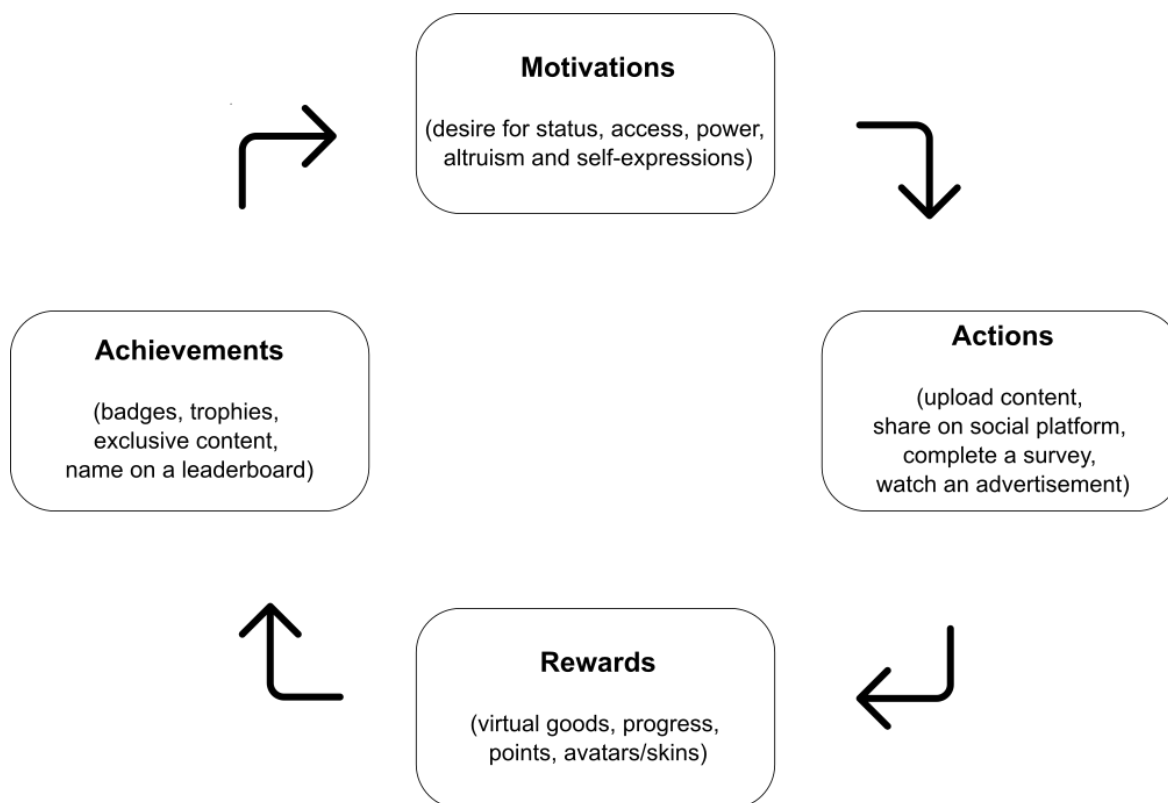 Motivations
(desire for status, access, power,
altruism and self-expressions)
Actions
(upload content,
share on social platform,
complete a survey,
watch an advertisement)
Rewards
(virtual goods, progress,
points, avatars/skins)
Achievements
(badges, trophies,
exclusive content,
name on a leaderboard)